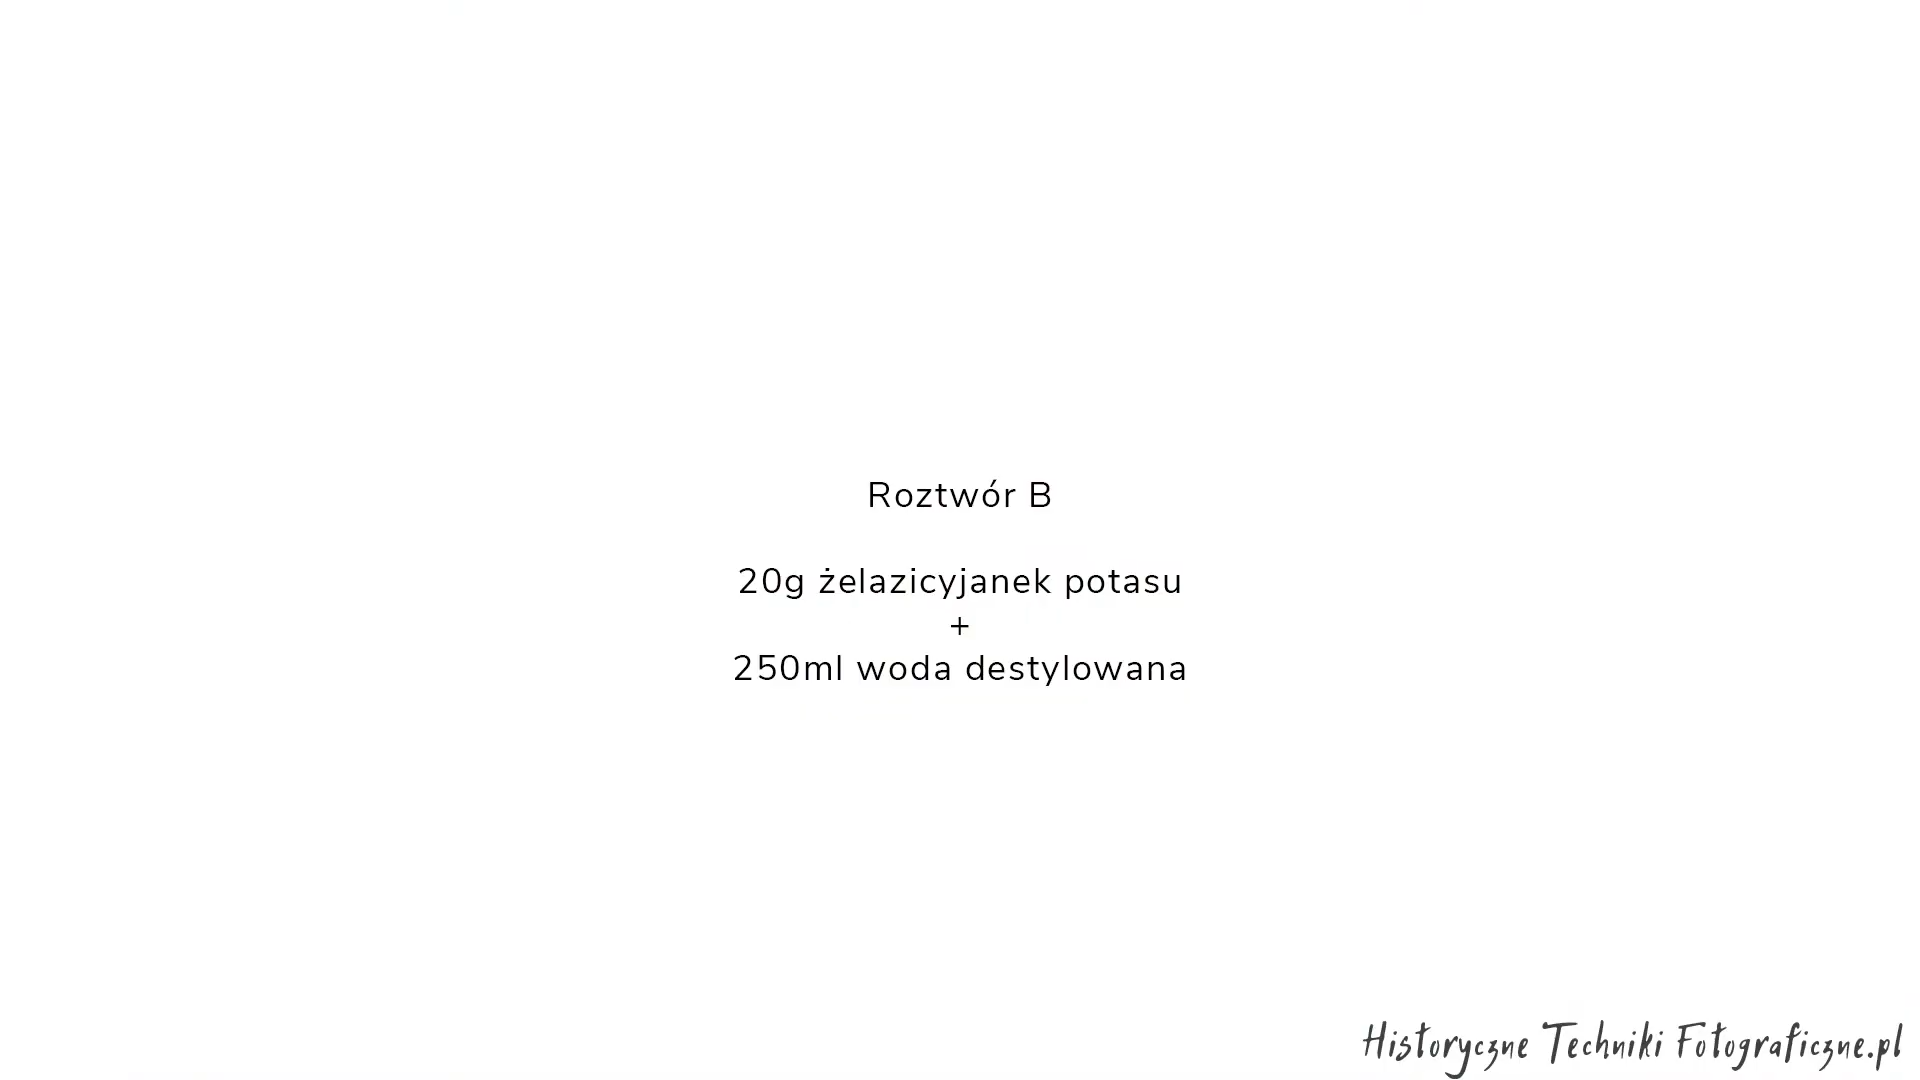 Roztwór B
20g żelazicyjanek potasu
+
250ml woda destylowana
Historyczne Techniki Fotograficzne.pl